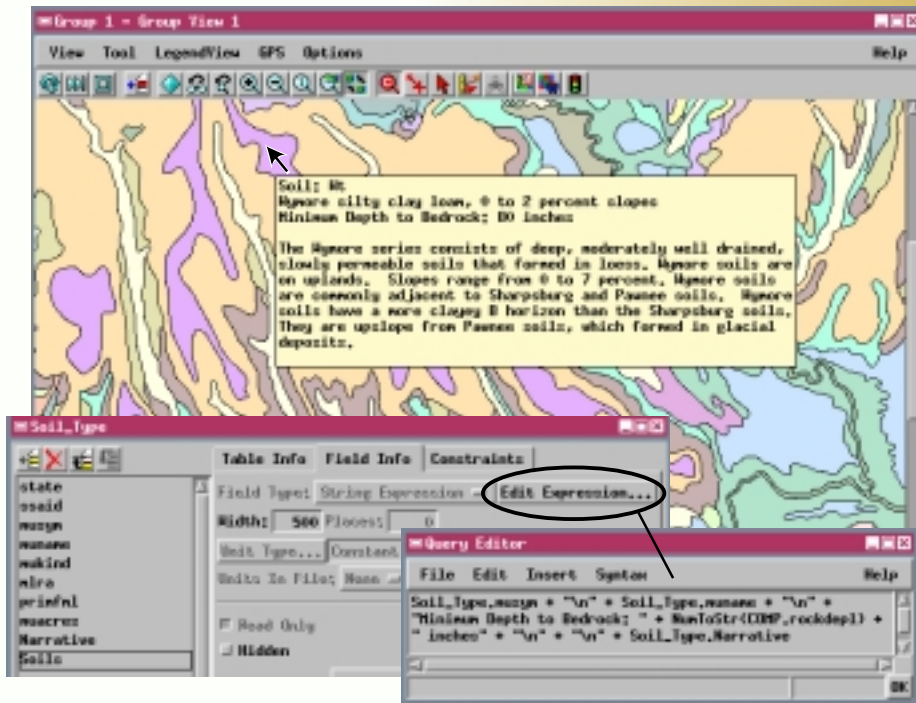 Group 1 - Group View 1
View Tool LegendView GPS Options Help
Soil: Wt
Wymore silty clay loam, 0 to 2 percent slopes
Minimum Depth to Bedrock: 80 inches
The Wymore series consists of deep, moderately well drained,
slowly permeable soils that formed in loess. Wymore soils are
on uplands. Slopes range from 0 to 7 percent. Wymore soils
are commonly adjacent to Sharpsburg and Pawnee soils. Wymore
soils have a more clayey B horizon than the Sharpsburg soils.
They are upslope from Pawnee soils, which formed in glacial
deposits.
Soil_Type
Table Info Field Info Constraints
state
ssaid
musym
muname
mukind
mlra
primfml
muacres
Narrative
Soils
Field Type: String Expression Edit Expression...
Width: 500 Places: 0
Unit Type... Constant
Units In File: None
Read Only
Hidden
Query Editor
File Edit Insert Syntax Help
Soil_Type.musym + "\n" + Soil_Type.muname + "\n" +
"Minimum Depth to Bedrock: " + NumToStr(COMP.rockdepl) +
" inches" + "\n" + "\n" + Soil_Type.Narrative
OK